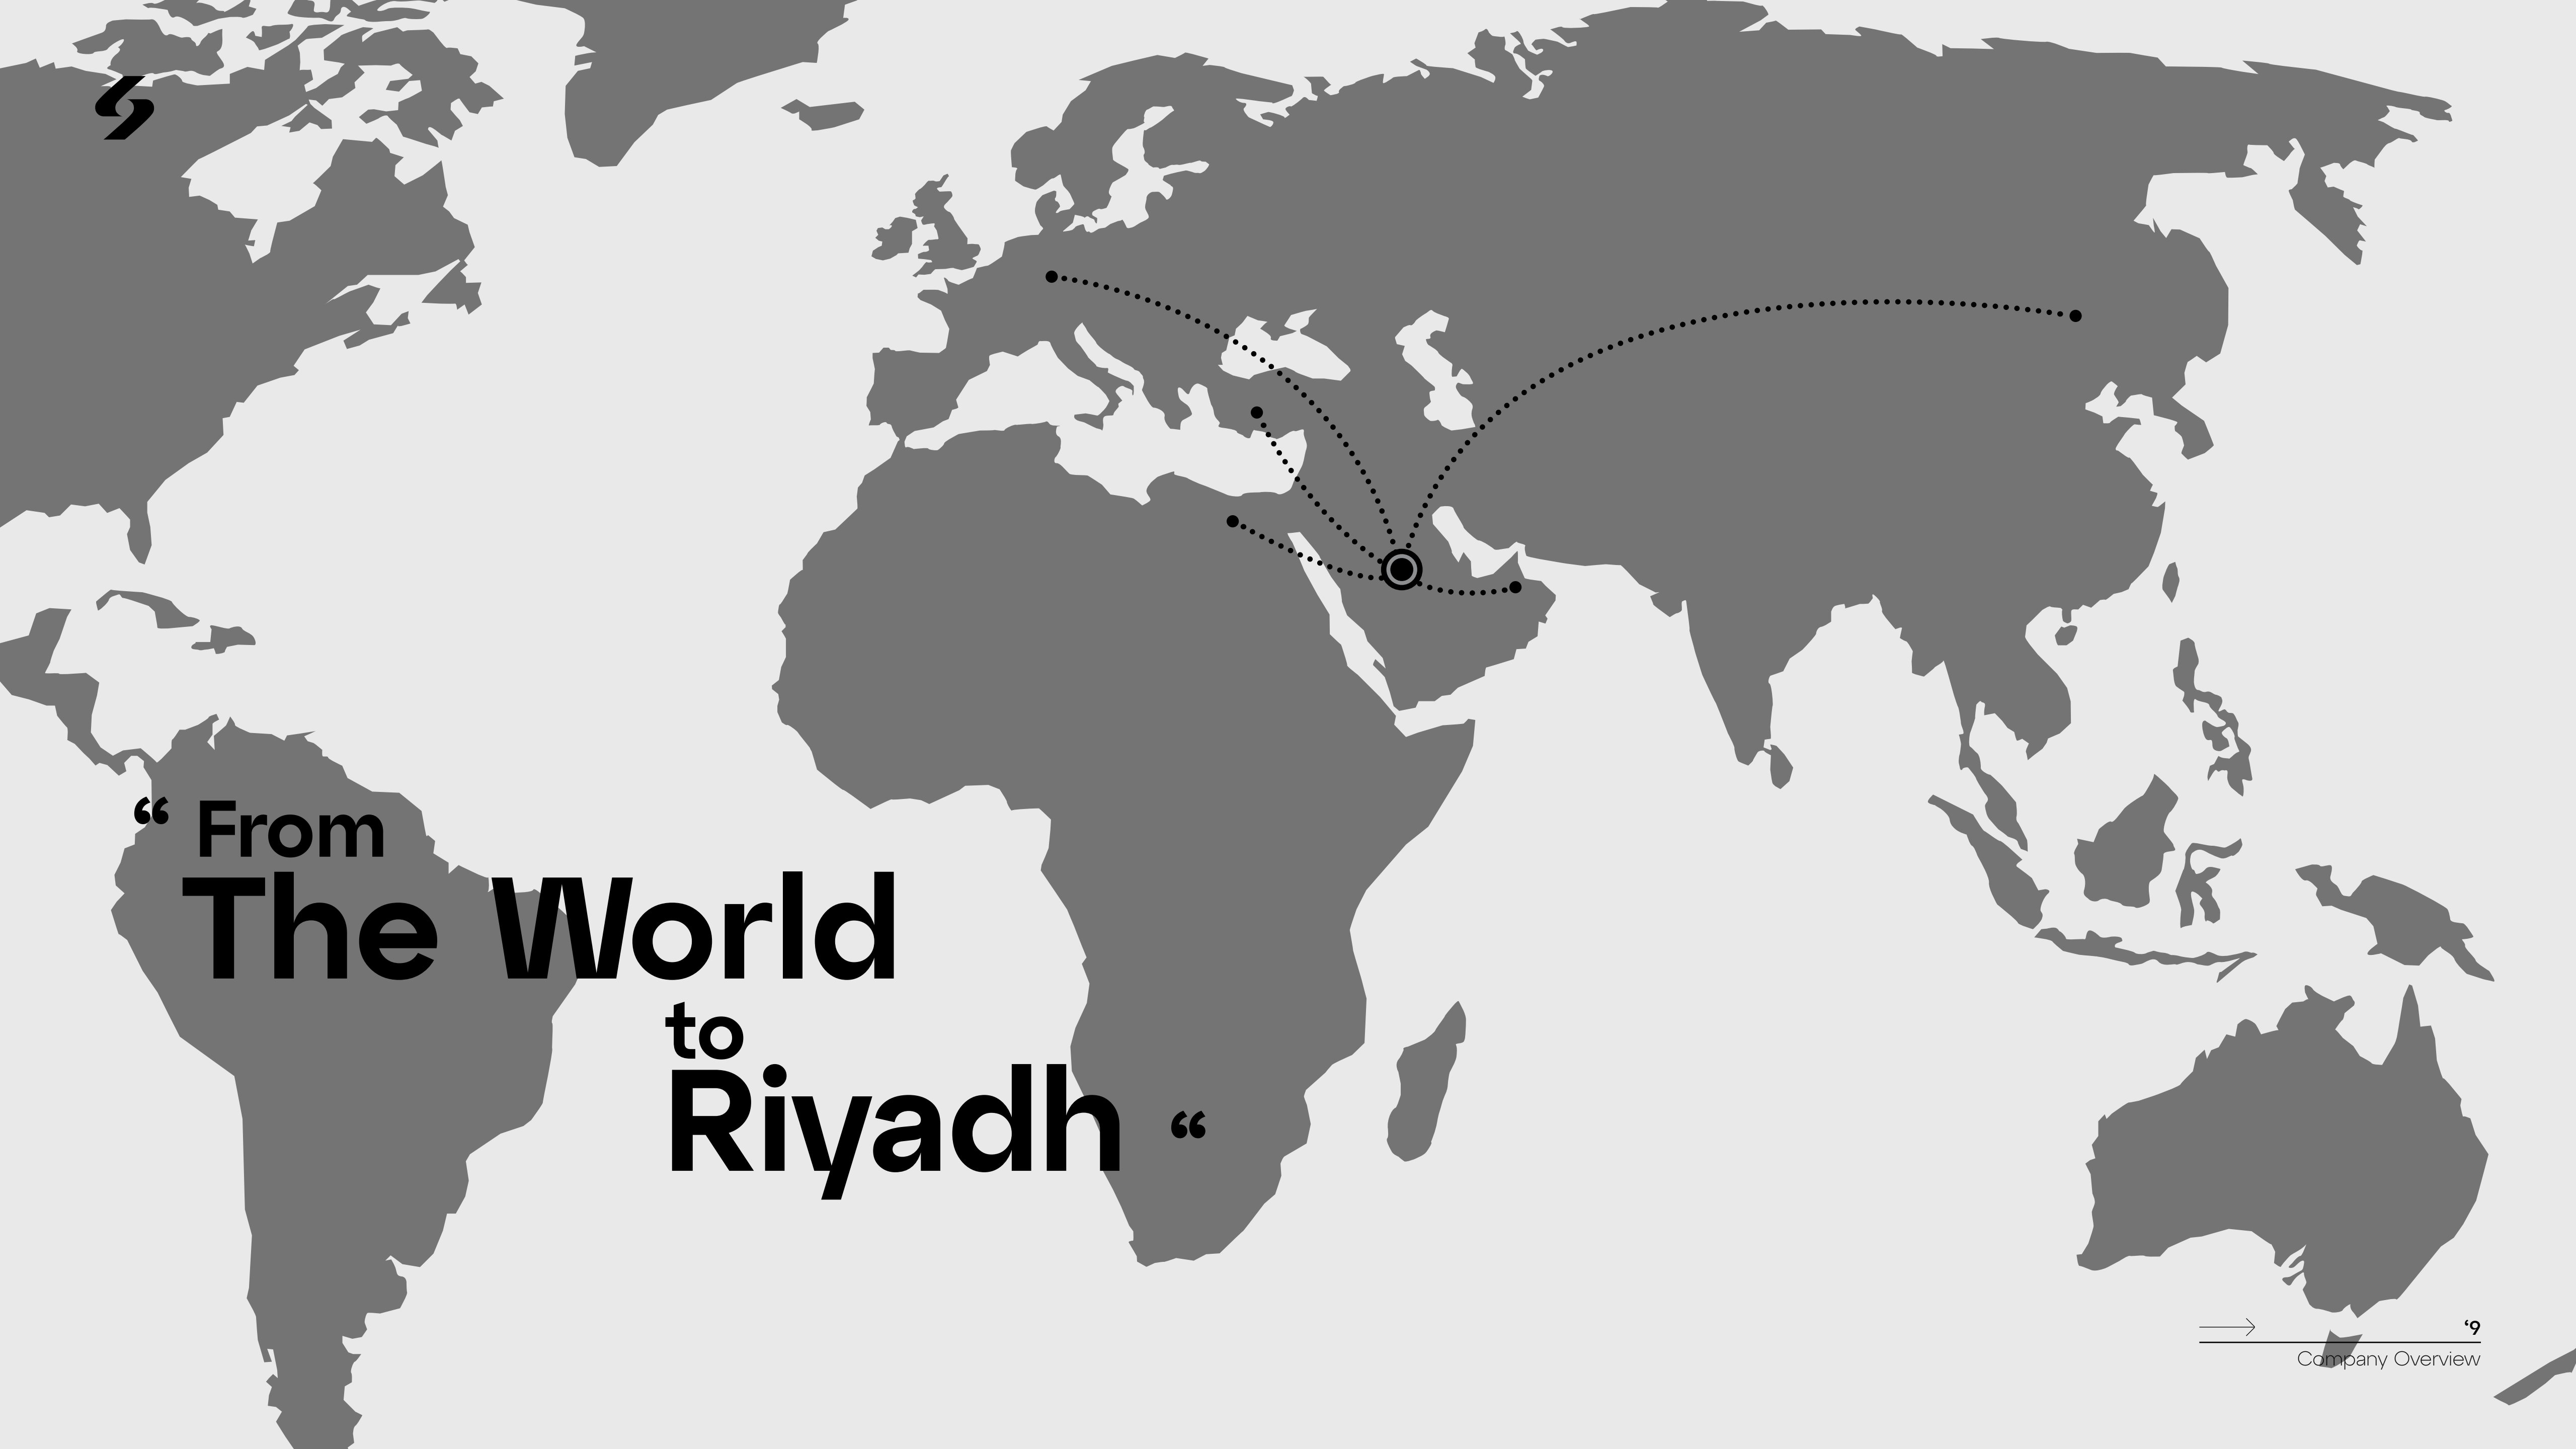 “ From
The World
to
Riyadh “
‘9
Company Overview